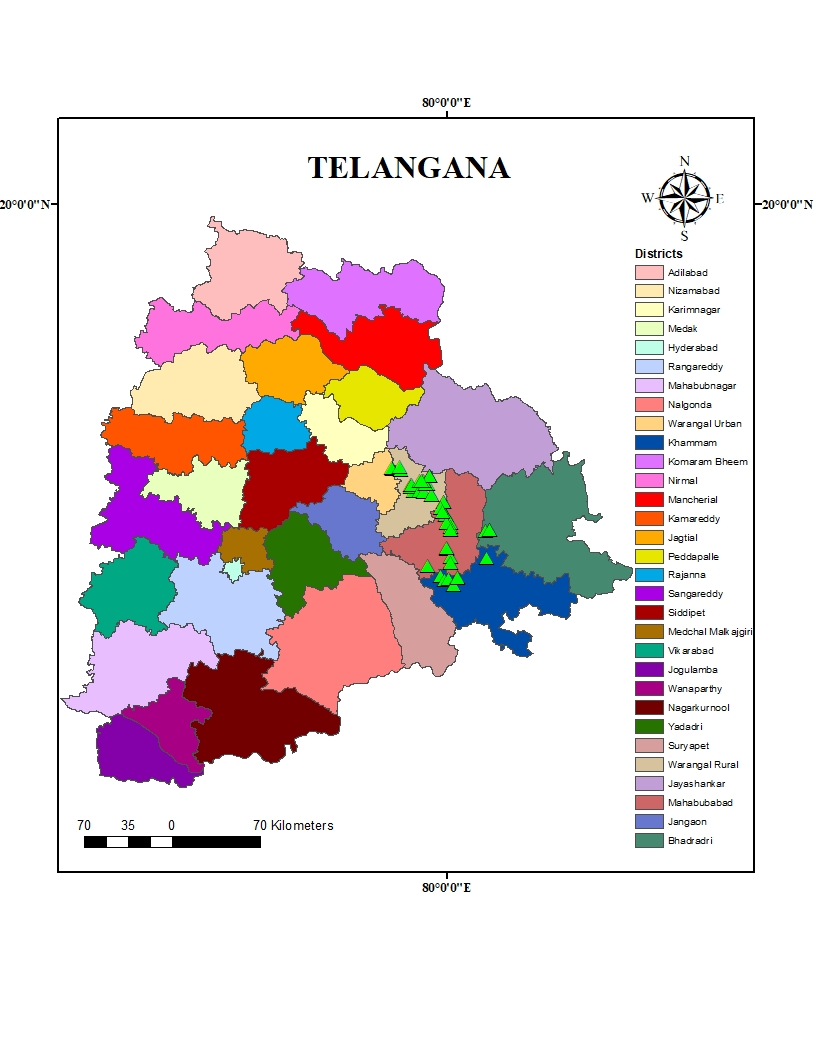 80°0'0"E
TELANGANA
N
W E
S
20°0'0"N 20°0'0"N
Districts
Adilabad
Nizamabad
Karimnagar
Medak
Hyderabad
Rangareddy
Mahabubnagar
Nalgonda
Warangal Urban
Khammam
Komaram Bheem
Nirmal
Mancherial
Kamareddy
Jagtial
Peddapalle
Rajanna
Sangareddy
Siddipet
Medchal Malkajgiri
Vikarabad
Jogulamba
Wanaparthy
Nagarkurnool
Yadadri
Suryapet
Warangal Rural
Jayashankar
Mahabubabad
Jangaon
Bhadradri
70 35 0 70 Kilometers
80°0'0"E